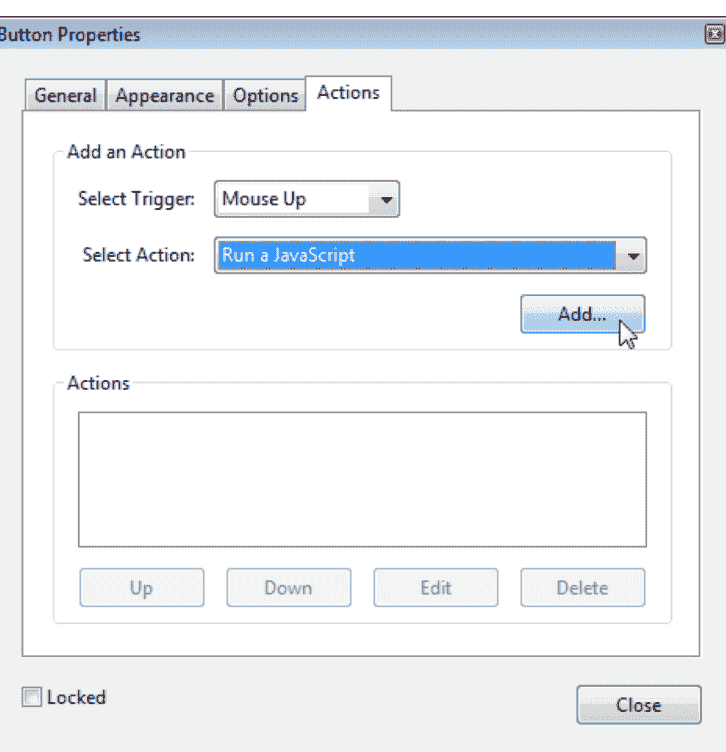 Button Properties
General Appearance Options Actions
Add an Action
Select Trigger: Mouse Up
Select Action: Run a JavaScript
Add...
Actions
Up Down Edit Delete
Locked
Close